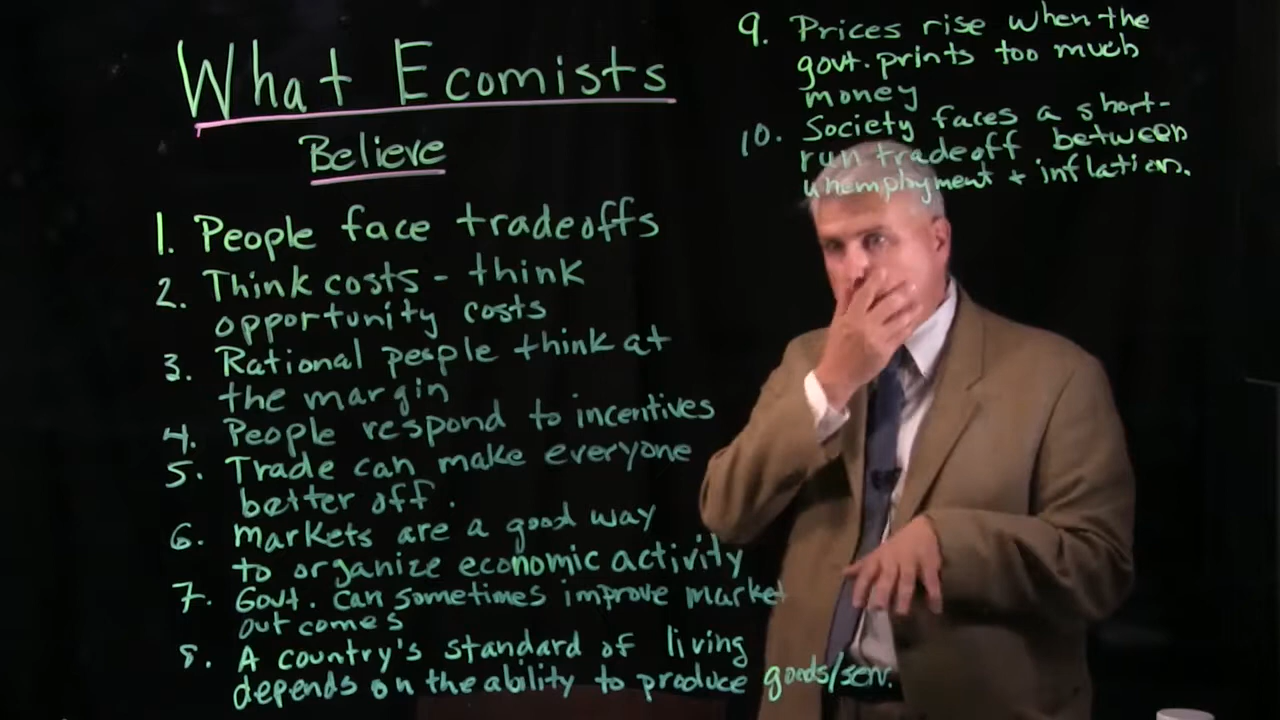 What Ecomists
Believe
1. People face tradeoffs
2. Think costs - think
opportunity costs
3. Rational people think at
the margin
4. People respond to incentives
5. Trade can make everyone
better off.
6. Markets are a good way
to organize economic activity
7. Govt. can sometimes improve market
outcomes
8. A country's standard of living
depends on the ability to produce goods/serv.
9. Prices rise when the
govt. prints too much
money
10. Society faces a short-
run tradeoff between
unemployment + inflation.